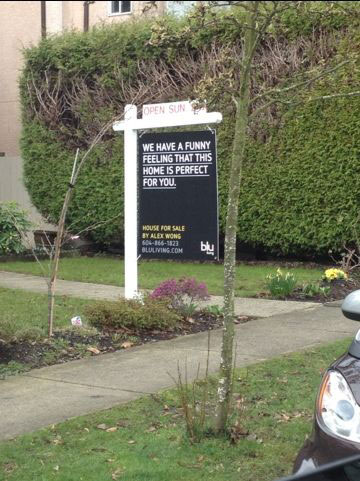 OPEN SUN
WE HAVE A FUNNY
FEELING THAT THIS
HOME IS PERFECT
FOR YOU.
HOUSE FOR SALE
BY ALEX WONG
604-866-1823
BLULIVING.COM
blu
living